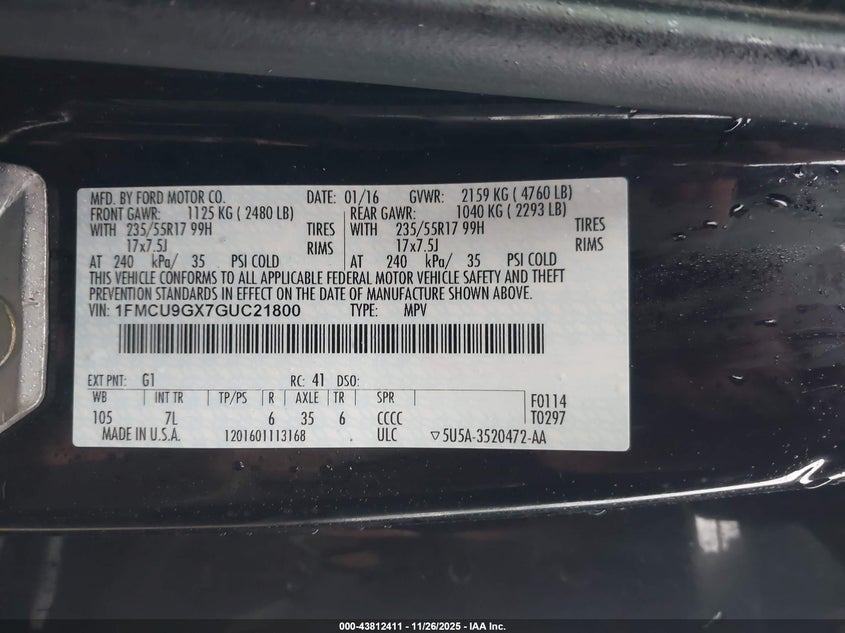 MFD. BY FORD MOTOR CO. DATE: 01/16 GVWR: 2159 KG ( 4760 LB)
FRONT GAWR: 1125 KG ( 2480 LB) REAR GAWR: 1040 KG ( 2293 LB)
WITH 235/55R17 99H TIRES WITH 235/55R17 99H TIRES
17x7.5J RIMS 17x7.5J RIMS
AT 240 kPa/ 35 PSI COLD AT 240 kPa/ 35 PSI COLD
THIS VEHICLE CONFORMS TO ALL APPLICABLE FEDERAL MOTOR VEHICLE SAFETY AND THEFT
PREVENTION STANDARDS IN EFFECT ON THE DATE OF MANUFACTURE SHOWN ABOVE.
VIN: 1FMCU9GX7GUC21800 TYPE: MPV
EXT PNT: G1 RC: 41 DSO:
WB INT TR TP/PS R AXLE TR SPR F0114
105 7L 6 35 6 CCCC T0297
MADE IN U.S.A. 1201601113168 ULC ▽5U5A-3520472-AA
000-43812411 - 11/26/2025 - IAA Inc.